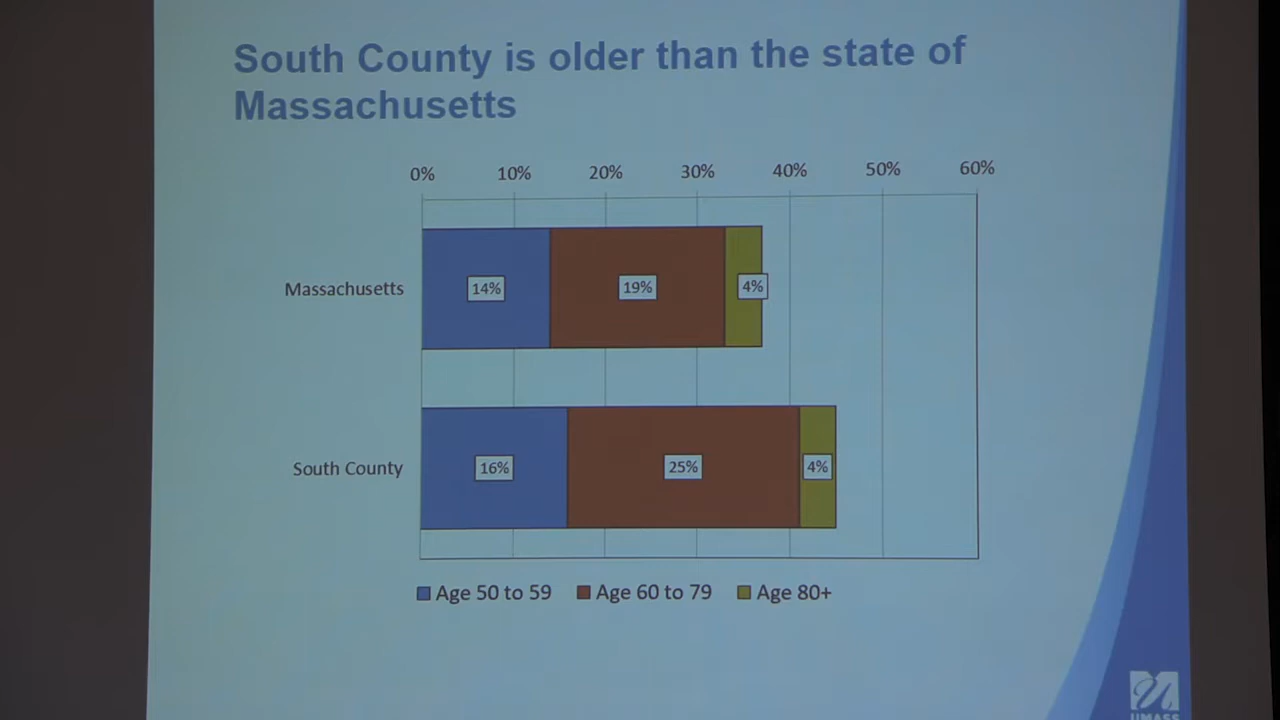 South County is older than the state of
Massachusetts
0% 10% 20% 30% 40% 50% 60%
Massachusetts 14% 19% 4%
South County 16% 25% 4%
Age 50 to 59 Age 60 to 79 Age 80+
UMASS